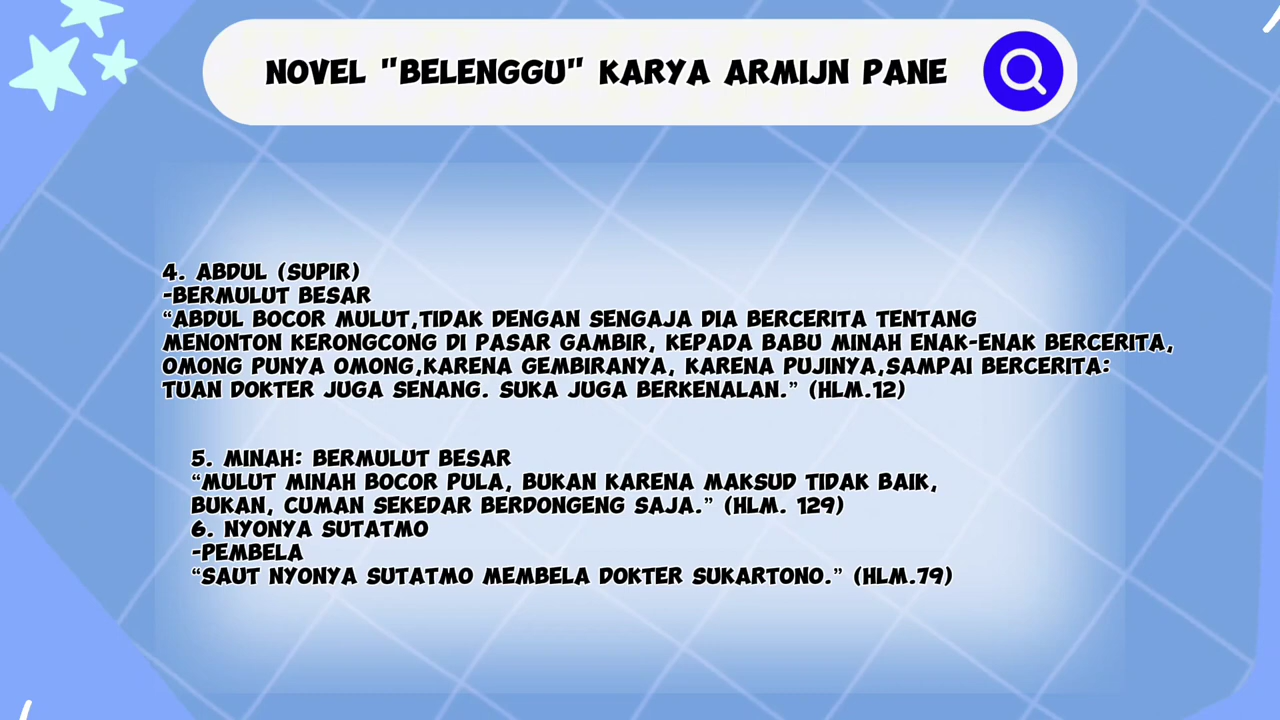 NOVEL "BELENGGU" KARYA ARMIJN PANE
4. ABDUL (SUPIR)
-BERMULUT BESAR
“ABDUL BOCOR MULUT,TIDAK DENGAN SENGAJA DIA BERCERITA TENTANG
MENONTON KERONGCONG DI PASAR GAMBIR, KEPADA BABU MINAH ENAK-ENAK BERCERITA,
OMONG PUNYA OMONG,KARENA GEMBIRANYA, KARENA PUJINYA,SAMPAI BERCERITA:
TUAN DOKTER JUGA SENANG. SUKA JUGA BERKENALAN.” (HLM.12)
5. MINAH: BERMULUT BESAR
“MULUT MINAH BOCOR PULA, BUKAN KARENA MAKSUD TIDAK BAIK,
BUKAN, CUMAN SEKEDAR BERDONGENG SAJA.” (HLM. 129)
6. NYONYA SUTATMO
-PEMBELA
“SAUT NYONYA SUTATMO MEMBELA DOKTER SUKARTONO.” (HLM.79)